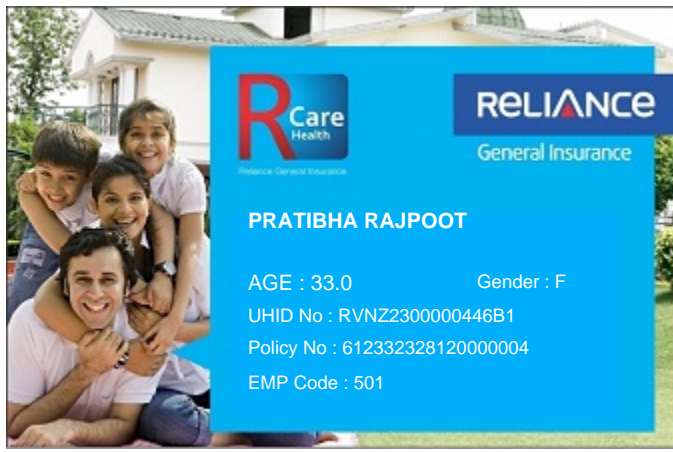 R Care
Health
Reliance General Insurance
RELIANCE
General Insurance
PRATIBHA RAJPOOT
AGE : 33.0 Gender : F
UHID No : RVNZ2300000446B1
Policy No : 612332328120000004
EMP Code : 501